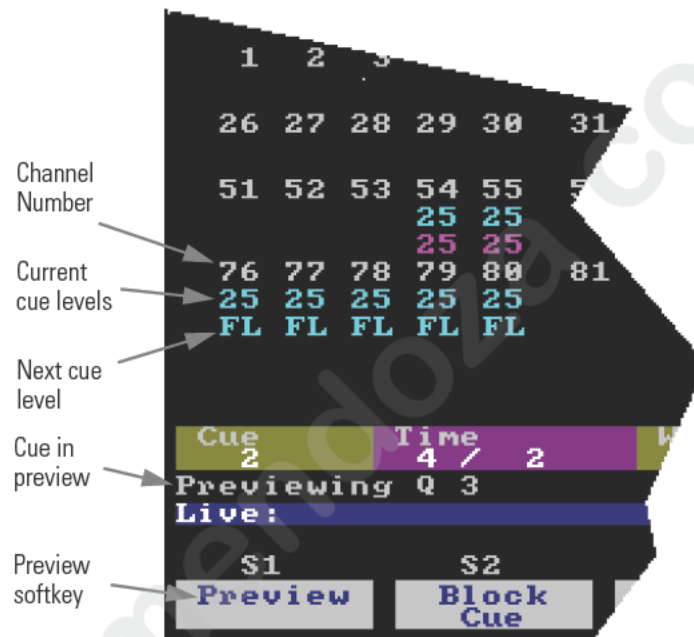 1 2 3
26 27 28 29 30 31
51 52 53 54 55
25 25
25 25
Channel
Number
76 77 78 79 80 81
Current
cue levels
25 25 25 25 25
FL FL FL FL FL
Next cue
level
Cue Time
2 4 / 2
Cue in
preview
Previewing Q 3
Live:
S1 S2
Preview
softkey
Preview
Block
Cue